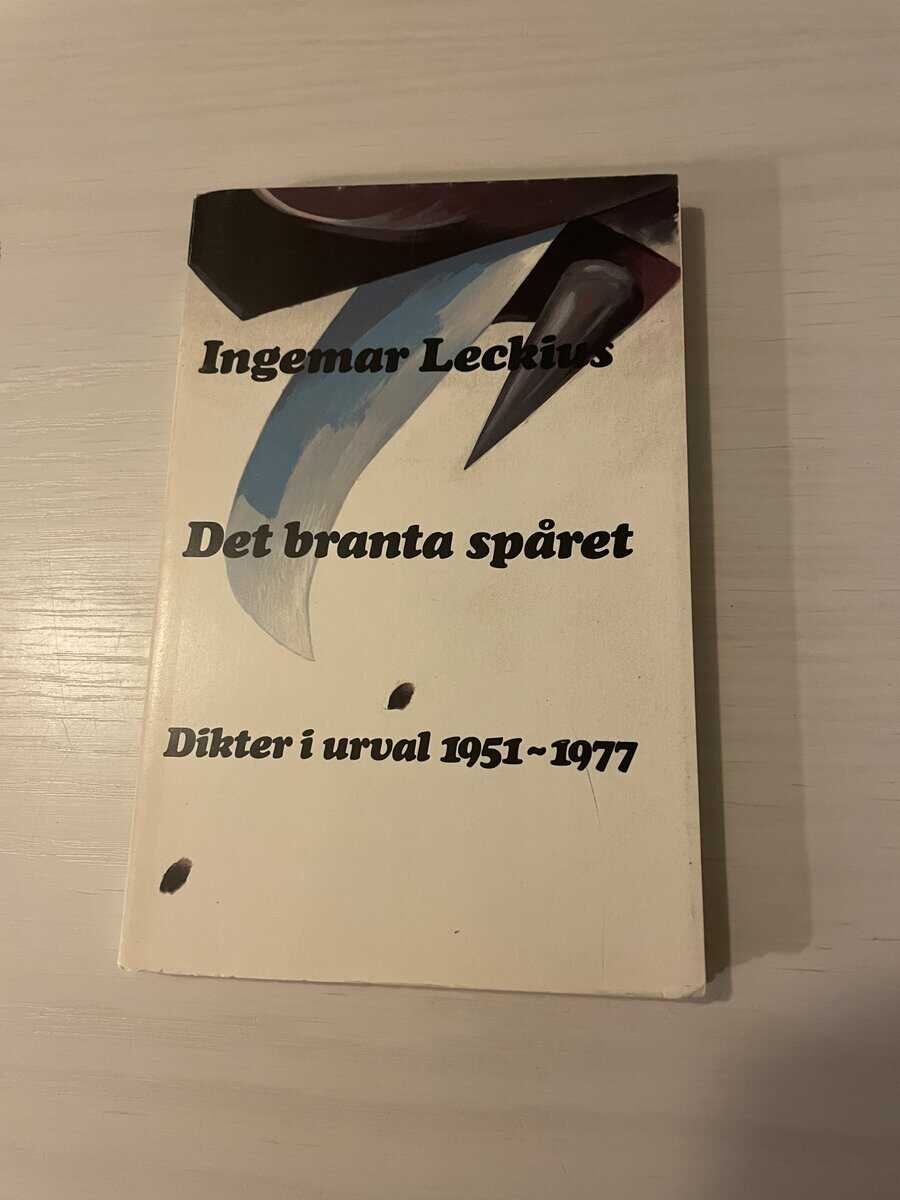 Ingemar Leckius
Det branta spåret
Dikter i urval 1951~1977